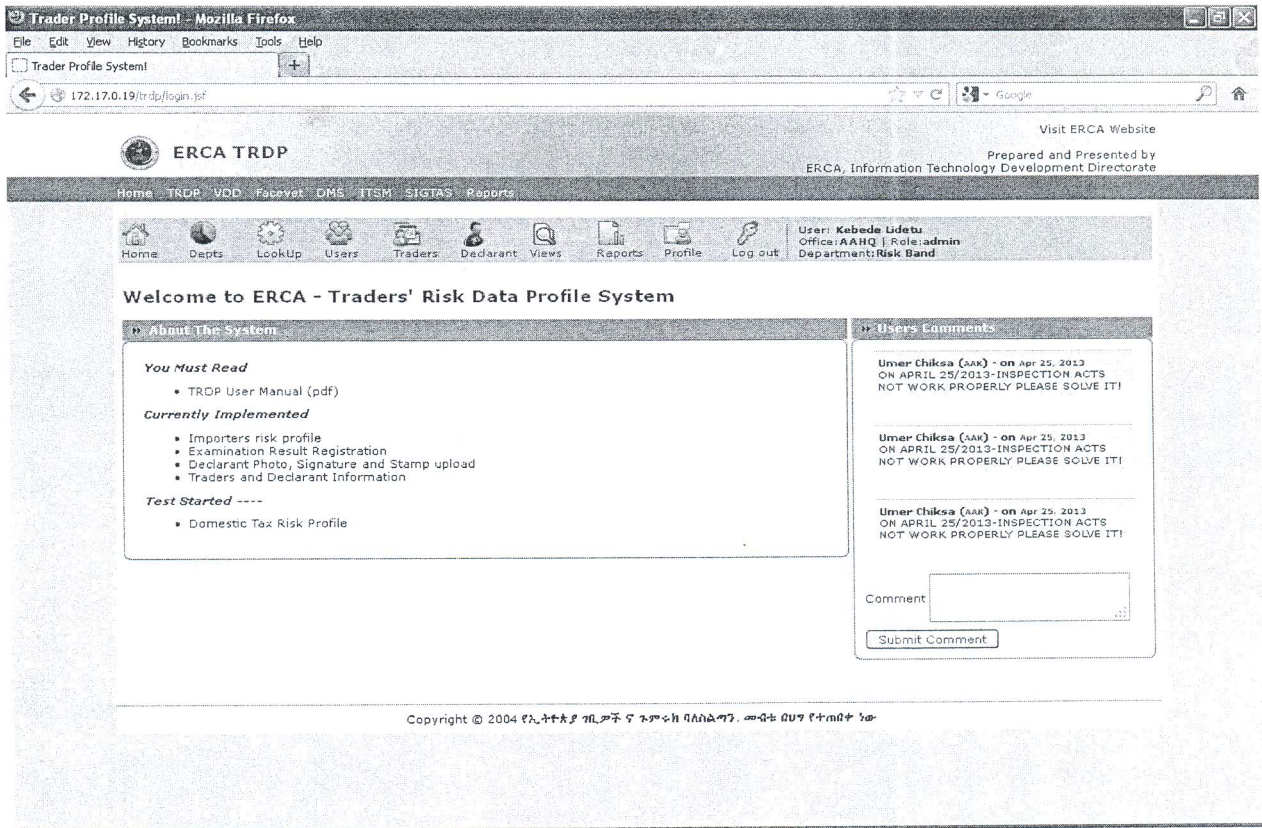 Trader Profile System! - Mozilla Firefox
File Edit View History Bookmarks Tools Help
Trader Profile System!
172.17.0.19/trdp/login.jsf
Google
Visit ERCA Website
ERCA TRDP
Prepared and Presented by
ERCA, Information Technology Development Directorate
Home TRDP VDD Facevet DMS ITSM SIGTAS Reports
Home Depts LookUp Users Traders Declarant Views Reports Profile Log out
User: Kebede Lidetu
Office:AAHQ | Role:admin
Department:Risk Band
Welcome to ERCA - Traders' Risk Data Profile System
» About The System
You Must Read
• TRDP User Manual (pdf)
Currently Implemented
• Importers risk profile
• Examination Result Registration
• Declarant Photo, Signature and Stamp upload
• Traders and Declarant Information
Test Started ----
• Domestic Tax Risk Profile
» Users Comments
Umer Chiksa (AAK) - on Apr 25, 2013
ON APRIL 25/2013-INSPECTION ACTS
NOT WORK PROPERLY PLEASE SOLVE IT!
Umer Chiksa (AAK) - on Apr 25, 2013
ON APRIL 25/2013-INSPECTION ACTS
NOT WORK PROPERLY PLEASE SOLVE IT!
Umer Chiksa (AAK) - on Apr 25, 2013
ON APRIL 25/2013-INSPECTION ACTS
NOT WORK PROPERLY PLEASE SOLVE IT!
Comment
Submit Comment
Copyright © 2004 የኢትዮጵያ ገቢዎች ና ጉምሩክ ባለስልጣን. መብቱ በህግ የተጠበቀ ነው